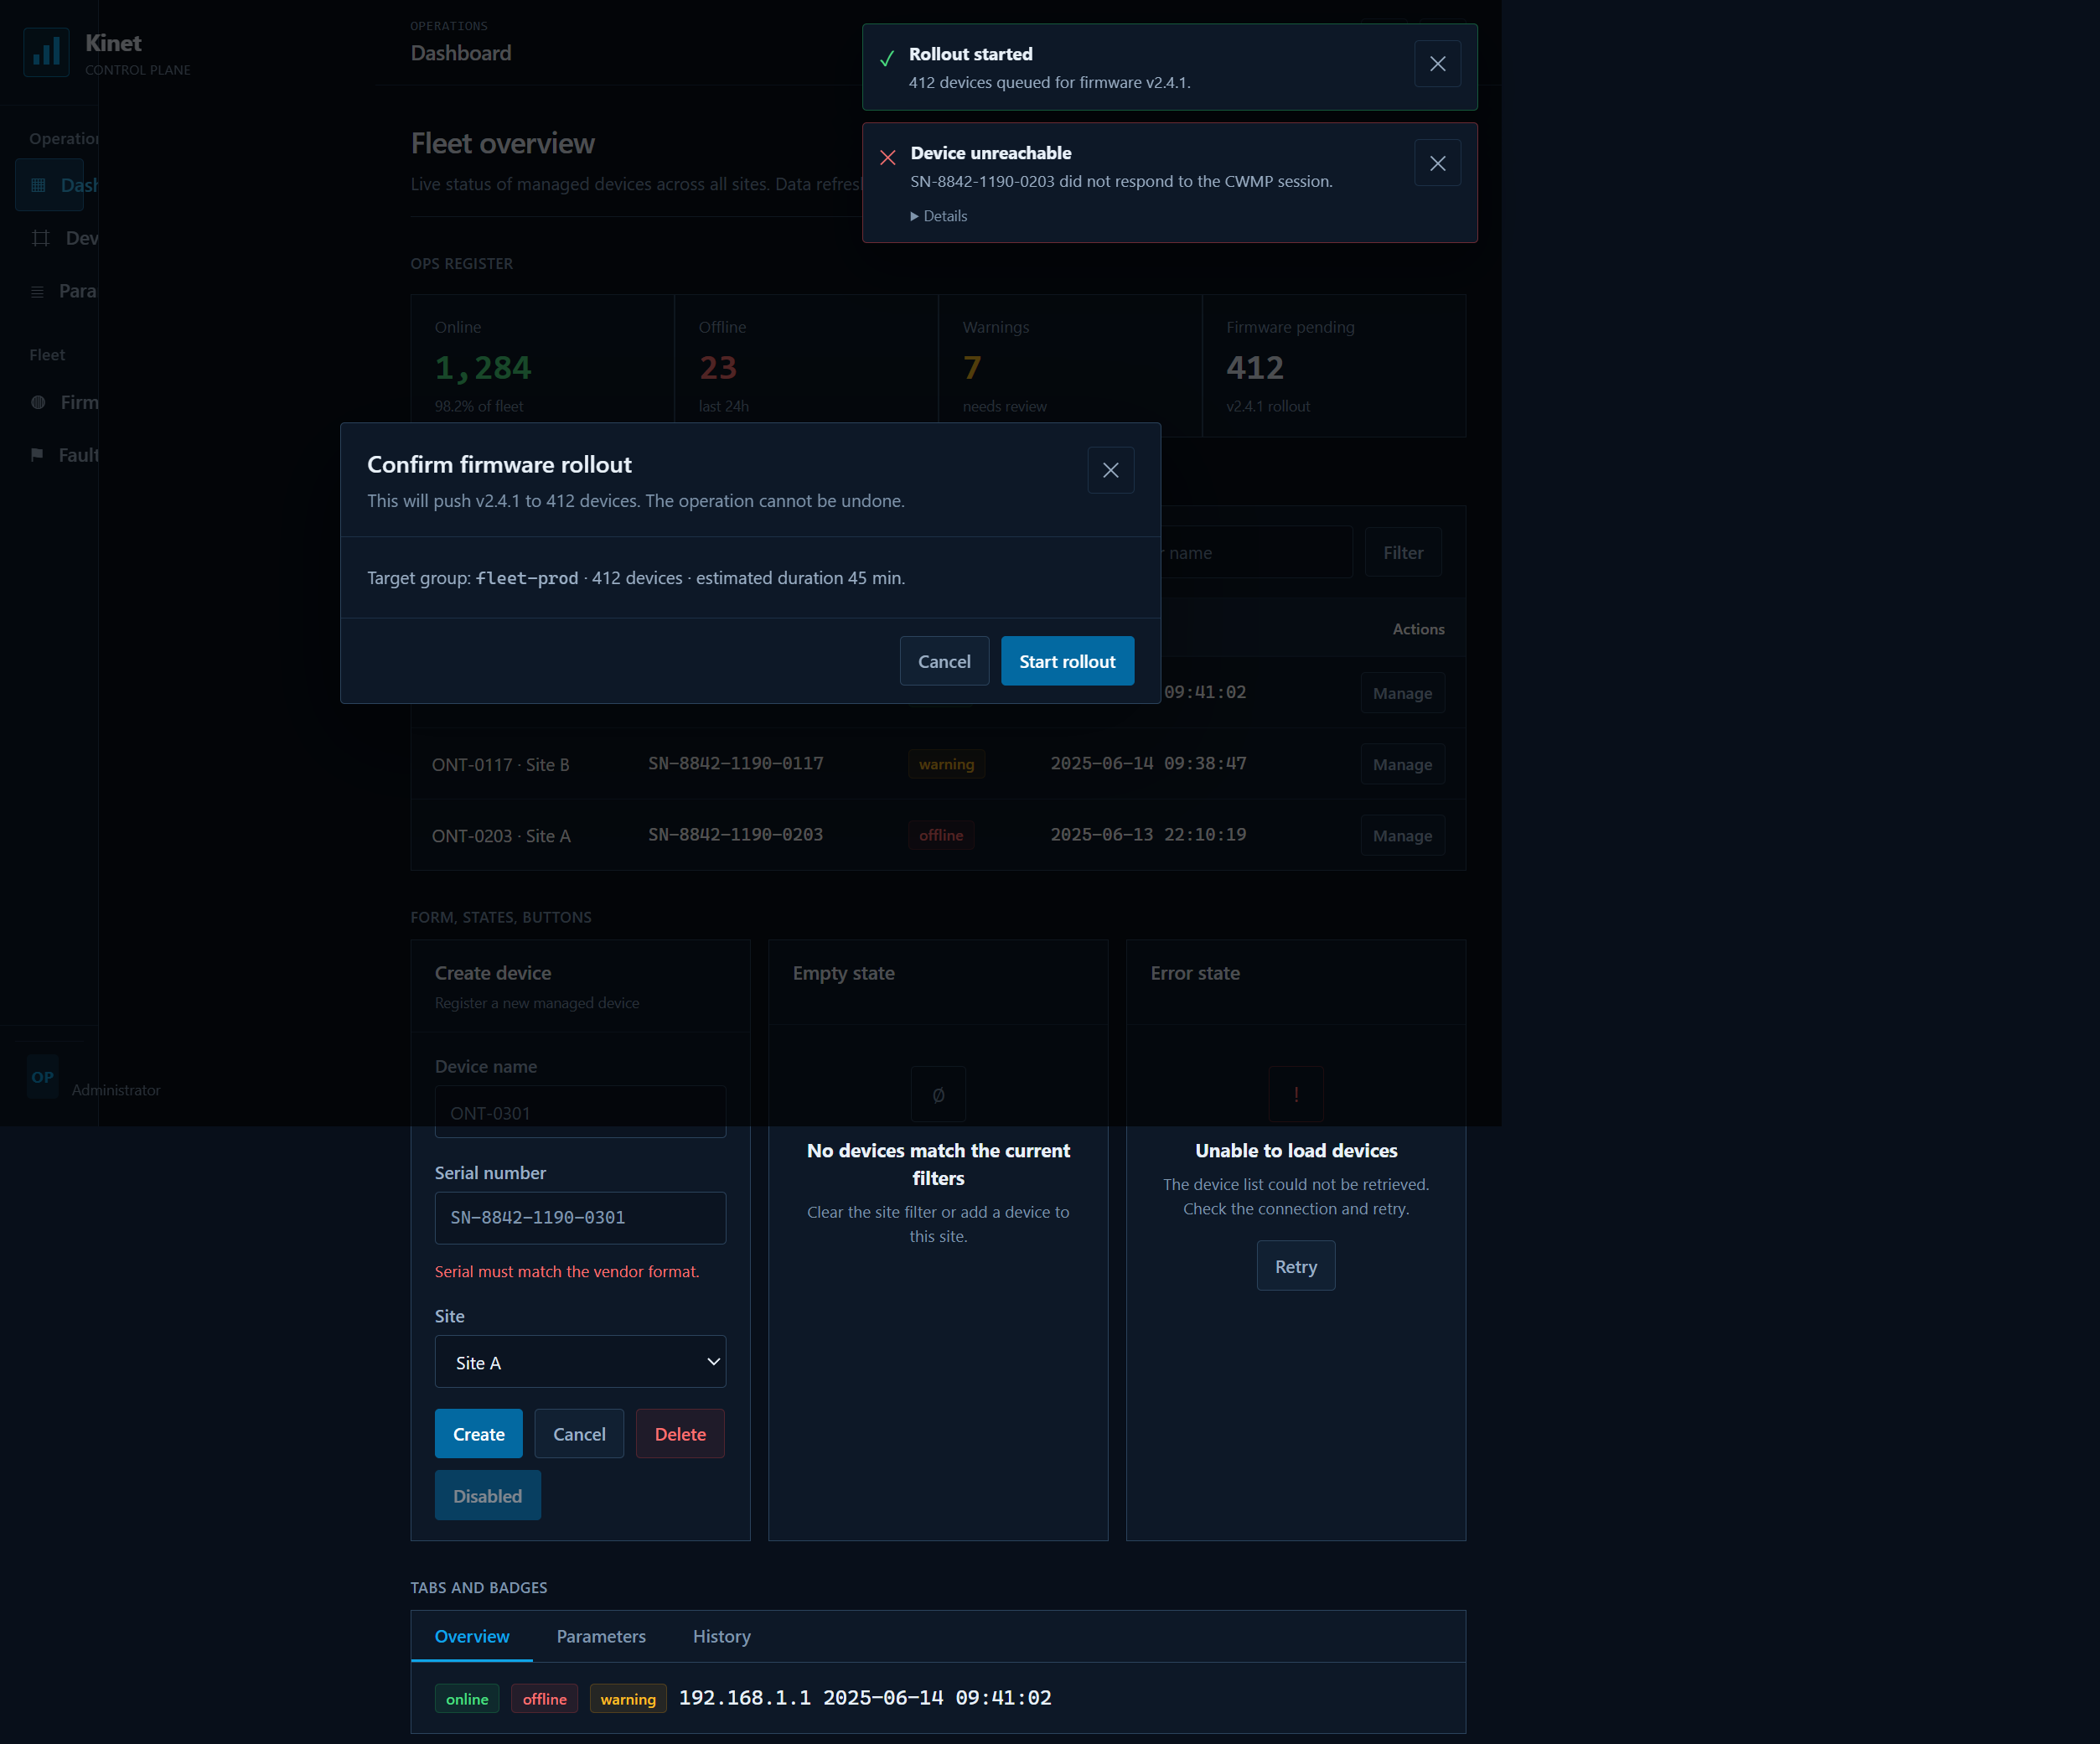 Kinet
CONTROL PLANE
Operation
Dash
Dev
Para
Fleet
Firm
Fault
OP
Administrator
OPERATIONS
Dashboard
Rollout started
412 devices queued for firmware v2.4.1.
Device unreachable
SN-8842-1190-0203 did not respond to the CWMP session.
Details
Fleet overview
Live status of managed devices across all sites. Data refresh
OPS REGISTER
Online
1,284
98.2% of fleet
Offline
23
last 24h
Warnings
7
needs review
Firmware pending
412
v2.4.1 rollout
Confirm firmware rollout
This will push v2.4.1 to 412 devices. The operation cannot be undone.
Target group: fleet-prod · 412 devices · estimated duration 45 min.
Cancel
Start rollout
name
Filter
Actions
09:41:02
Manage
ONT-0117 · Site B
SN-8842-1190-0117
warning
2025-06-14 09:38:47
Manage
ONT-0203 · Site A
SN-8842-1190-0203
offline
2025-06-13 22:10:19
Manage
FORM, STATES, BUTTONS
Create device
Register a new managed device
Device name
ONT-0301
Serial number
SN-8842-1190-0301
Serial must match the vendor format.
Site
Site A
Create
Cancel
Delete
Disabled
Empty state
Ø
No devices match the current
filters
Clear the site filter or add a device to
this site.
Error state
!
Unable to load devices
The device list could not be retrieved.
Check the connection and retry.
Retry
TABS AND BADGES
Overview
Parameters
History
online
offline
warning
192.168.1.1 2025-06-14 09:41:02